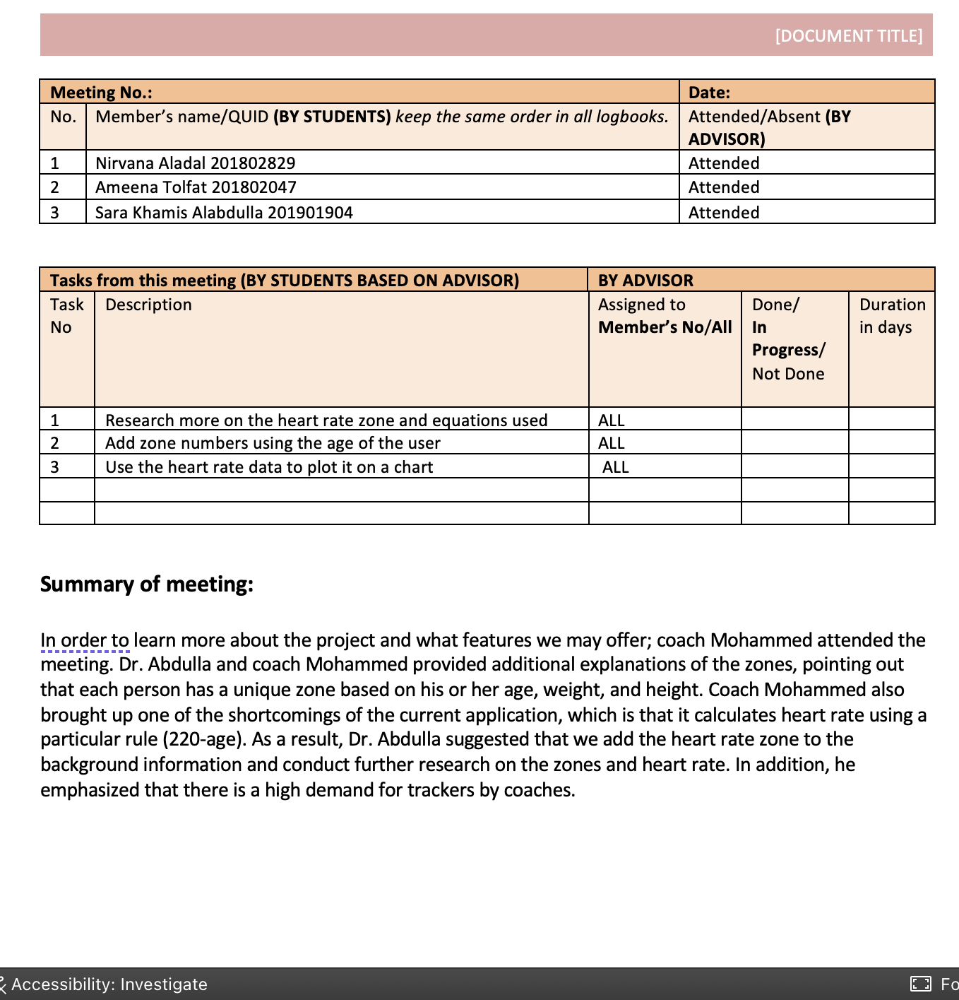 [DOCUMENT TITLE]
Meeting No.: Date:
No. Member’s name/QUID (BY STUDENTS) keep the same order in all logbooks. Attended/Absent (BY
ADVISOR)
1 Nirvana Aladal 201802829 Attended
2 Ameena Tolfat 201802047 Attended
3 Sara Khamis Alabdulla 201901904 Attended
Tasks from this meeting (BY STUDENTS BASED ON ADVISOR) BY ADVISOR
Task Description Assigned to Done/ Duration
No Member’s No/All In in days
Progress/
Not Done
1 Research more on the heart rate zone and equations used ALL
2 Add zone numbers using the age of the user ALL
3 Use the heart rate data to plot it on a chart ALL
Summary of meeting:
In order to learn more about the project and what features we may offer; coach Mohammed attended the
meeting. Dr. Abdulla and coach Mohammed provided additional explanations of the zones, pointing out
that each person has a unique zone based on his or her age, weight, and height. Coach Mohammed also
brought up one of the shortcomings of the current application, which is that it calculates heart rate using a
particular rule (220-age). As a result, Dr. Abdulla suggested that we add the heart rate zone to the
background information and conduct further research on the zones and heart rate. In addition, he
emphasized that there is a high demand for trackers by coaches.
Accessibility: Investigate Fo